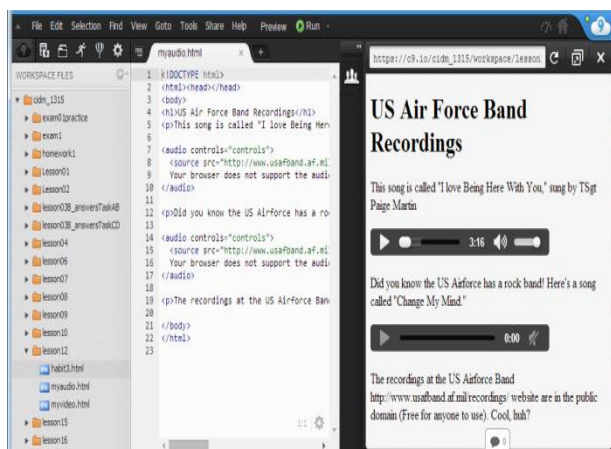 File Edit Selection Find View Goto Tools Share Help Preview Run
myaudio.html
https://c9.io/cidm_1315/workspace/lesson
WORKSPACE FILES
cidm_1315
exam01practice
exam1
homework1
Lesson01
Lesson02
lesson03B_answersTaskAB
lesson03B_answersTaskCD
lesson04
lesson06
lesson07
lesson08
lesson09
lesson10
lesson12
habit3.html
myaudio.html
myvideo.html
lesson15
lesson16
1 <!DOCTYPE html>
2 <html><head></head>
3 <body>
4 <h1>US Air Force Band Recordings</h1>
5 <p>This song is called "I love Being Here
6
7 <audio controls="controls">
8 <source src="http://www.usafband.af.mil
9 Your browser does not support the audi
10 </audio>
11
12 <p>Did you know the US Airforce has a roc
13
14 <audio controls="controls">
15 <source src="http://www.usafband.af.mil
16 Your browser does not support the audi
17 </audio>
18
19 <p>The recordings at the US Airforce Ban
20
21 </body>
22 </html>
23
1:1
US Air Force Band
Recordings
This song is called "I love Being Here With You," sung by TSgt
Paige Martin
3:16
Did you know the US Airforce has a rock band! Here's a song
called "Change My Mind."
0:00
The recordings at the US Airforce Band
http://www.usafband.af.mil/recordings/ website are in the public
domain (Free for anyone to use). Cool, huh?
0